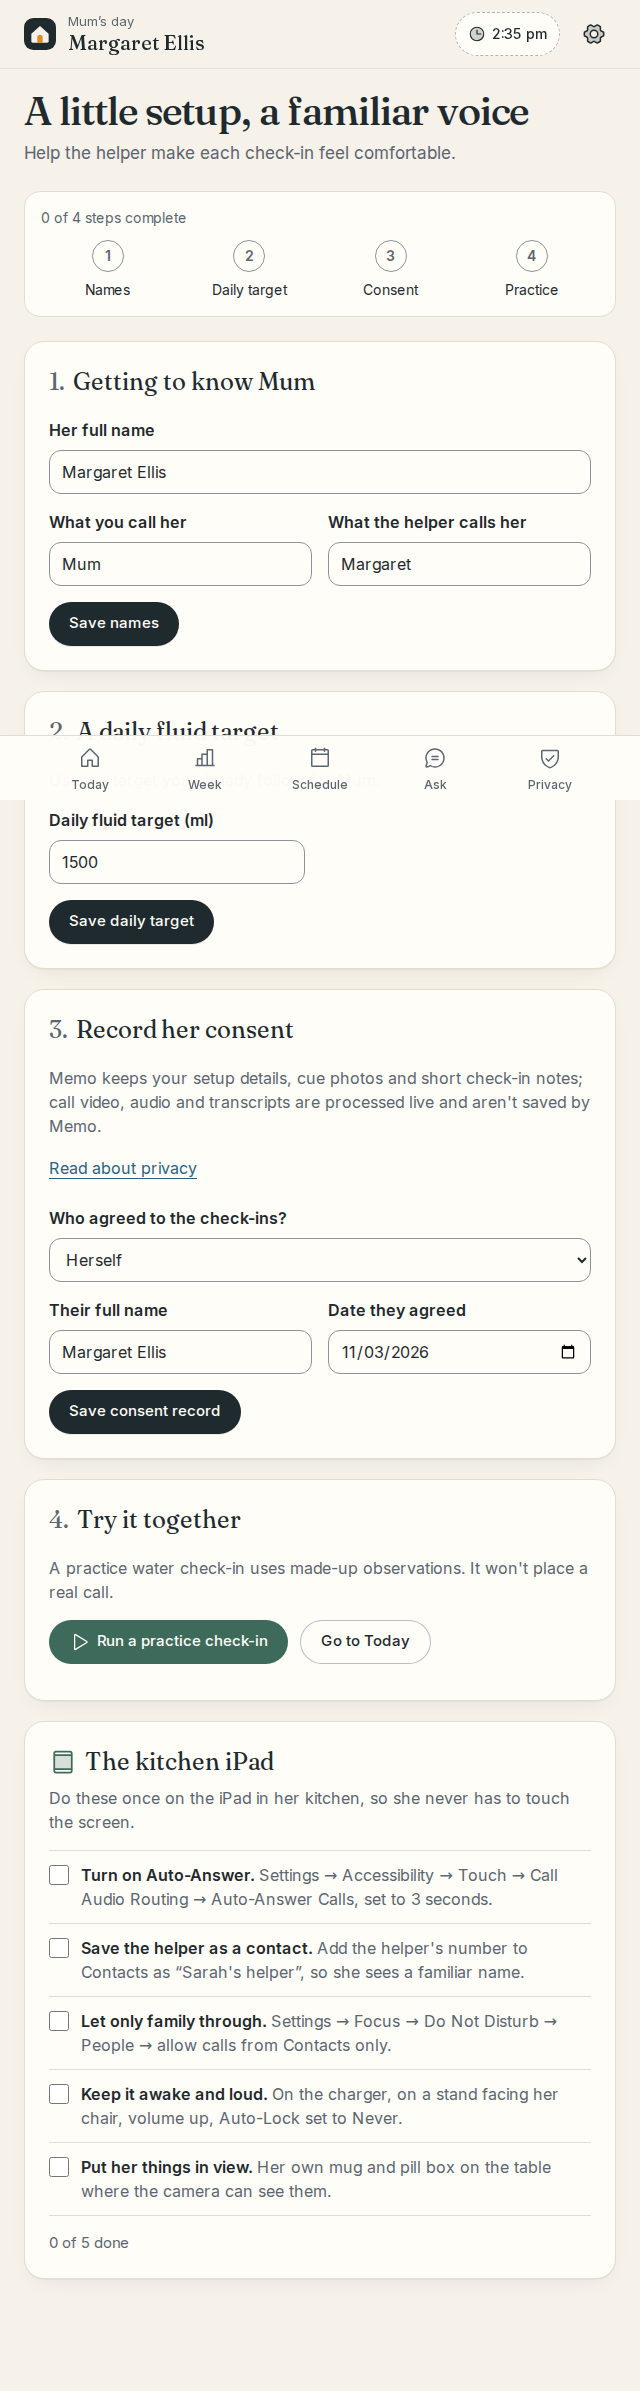 Mum's day
Margaret Ellis
2:35 pm
A little setup, a familiar voice
Help the helper make each check-in feel comfortable.
0 of 4 steps complete
1
2
3
4
Names
Daily target
Consent
Practice
1. Getting to know Mum
Her full name
Margaret Ellis
What you call her
What the helper calls her
Mum
Margaret
Save names
2. A daily fluid target
Today
Week
Schedule
Ask
Privacy
Daily fluid target (ml)
1500
Save daily target
3. Record her consent
Memo keeps your setup details, cue photos and short check-in notes;
call video, audio and transcripts are processed live and aren't saved by
Memo.
Read about privacy
Who agreed to the check-ins?
Herself
Their full name
Date they agreed
Margaret Ellis
11/03/2026
Save consent record
4. Try it together
A practice water check-in uses made-up observations. It won't place a
real call.
Run a practice check-in
Go to Today
The kitchen iPad
Do these once on the iPad in her kitchen, so she never has to touch
the screen.
Turn on Auto-Answer. Settings → Accessibility → Touch → Call
Audio Routing → Auto-Answer Calls, set to 3 seconds.
Save the helper as a contact. Add the helper's number to
Contacts as “Sarah's helper”, so she sees a familiar name.
Let only family through. Settings → Focus → Do Not Disturb →
People → allow calls from Contacts only.
Keep it awake and loud. On the charger, on a stand facing her
chair, volume up, Auto-Lock set to Never.
Put her things in view. Her own mug and pill box on the table
where the camera can see them.
0 of 5 done